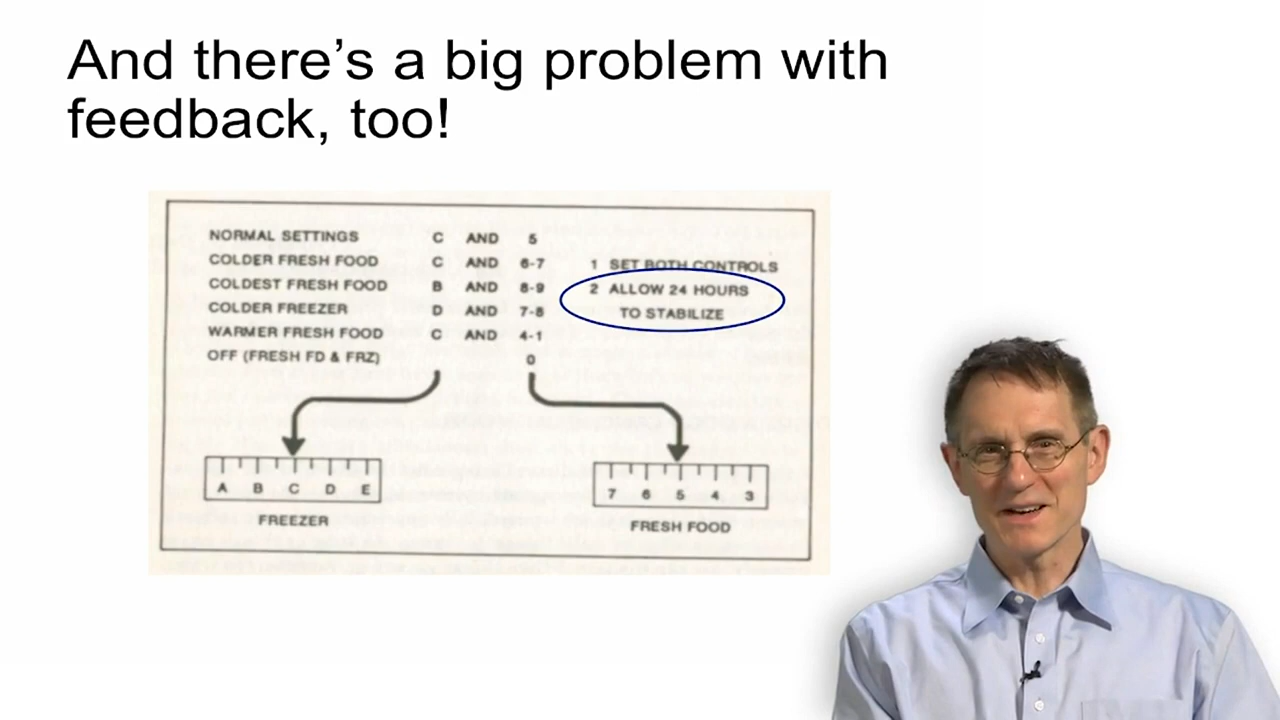 And there's a big problem with
feedback, too!
NORMAL SETTINGS C AND 5
COLDER FRESH FOOD C AND 6-7
COLDEST FRESH FOOD B AND 8-9
COLDER FREEZER D AND 7-8
WARMER FRESH FOOD C AND 4-1
OFF (FRESH FD & FRZ) 0
1 SET BOTH CONTROLS
2 ALLOW 24 HOURS
TO STABILIZE
A B C D E
FREEZER
7 6 5 4 3
FRESH FOOD